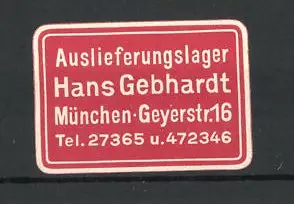 Auslieferungslager
Hans Gebhardt
München·Geyerstr.16
Tel. 27365 u. 472346